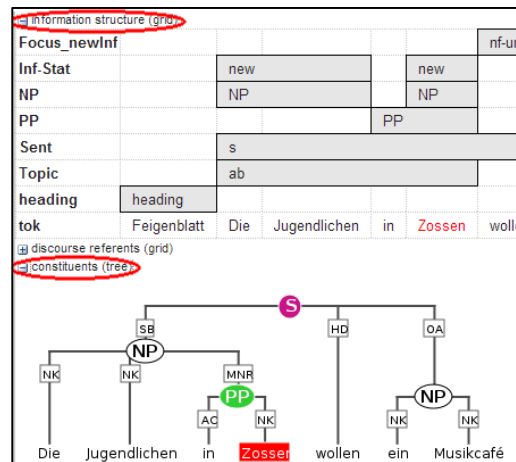 information structure (grid)
Focus_newInf nf-un
Inf-Stat new new
NP NP NP
PP PP
Sent s
Topic ab
heading heading
tok Feigenblatt Die Jugendlichen in Zossen wolle
discourse referents (grid)
constituents (tree)
S
SB HD OA
NP
NK NK MNR
PP NP
AC NK NK NK
Die Jugendlichen in Zossen wollen ein Musikcafé